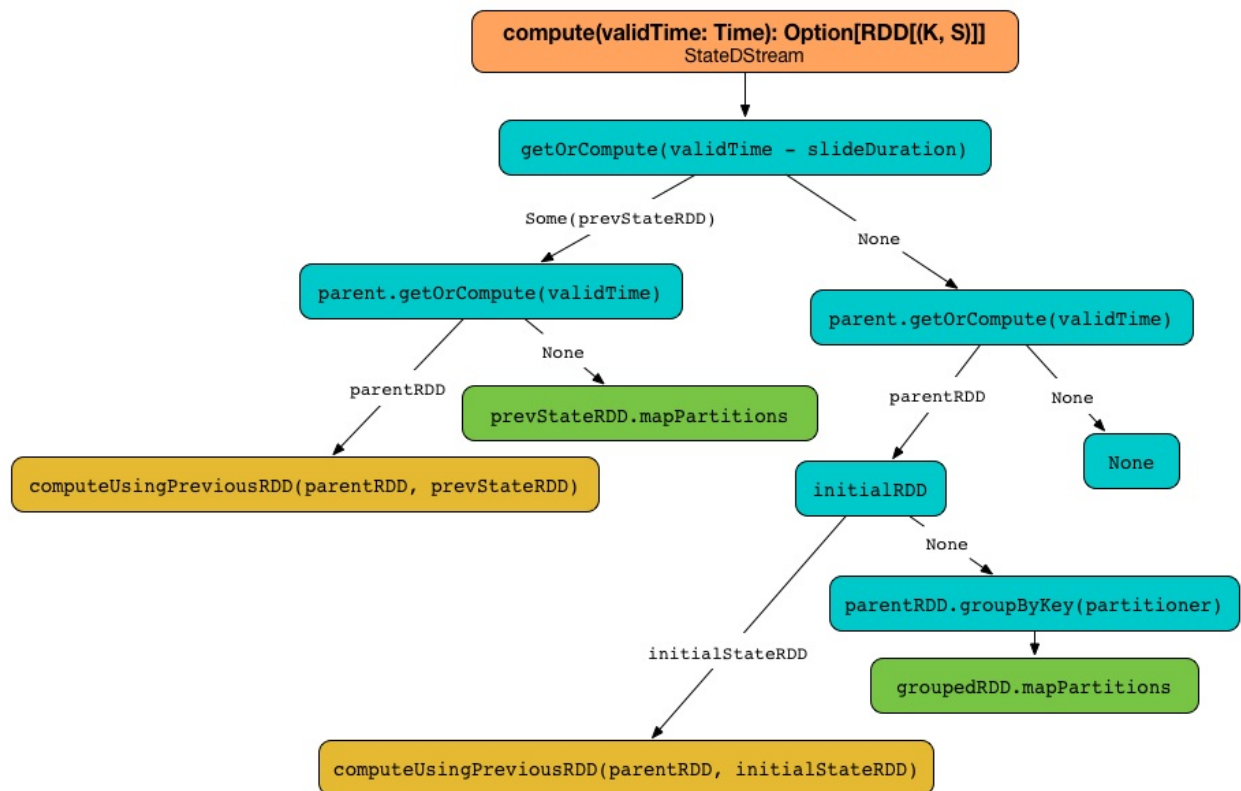 compute(validTime: Time): Option[RDD[(K, S)]]
StateDStream
getOrCompute(validTime - slideDuration)
Some(prevStateRDD)
None
parent.getOrCompute(validTime)
parent.getOrCompute(validTime)
None
parentRDD
parentRDD
None
prevStateRDD.mapPartitions
None
computeUsingPreviousRDD(parentRDD, prevStateRDD)
initialRDD
None
parentRDD.groupByKey(partitioner)
initialStateRDD
groupedRDD.mapPartitions
computeUsingPreviousRDD(parentRDD, initialStateRDD)